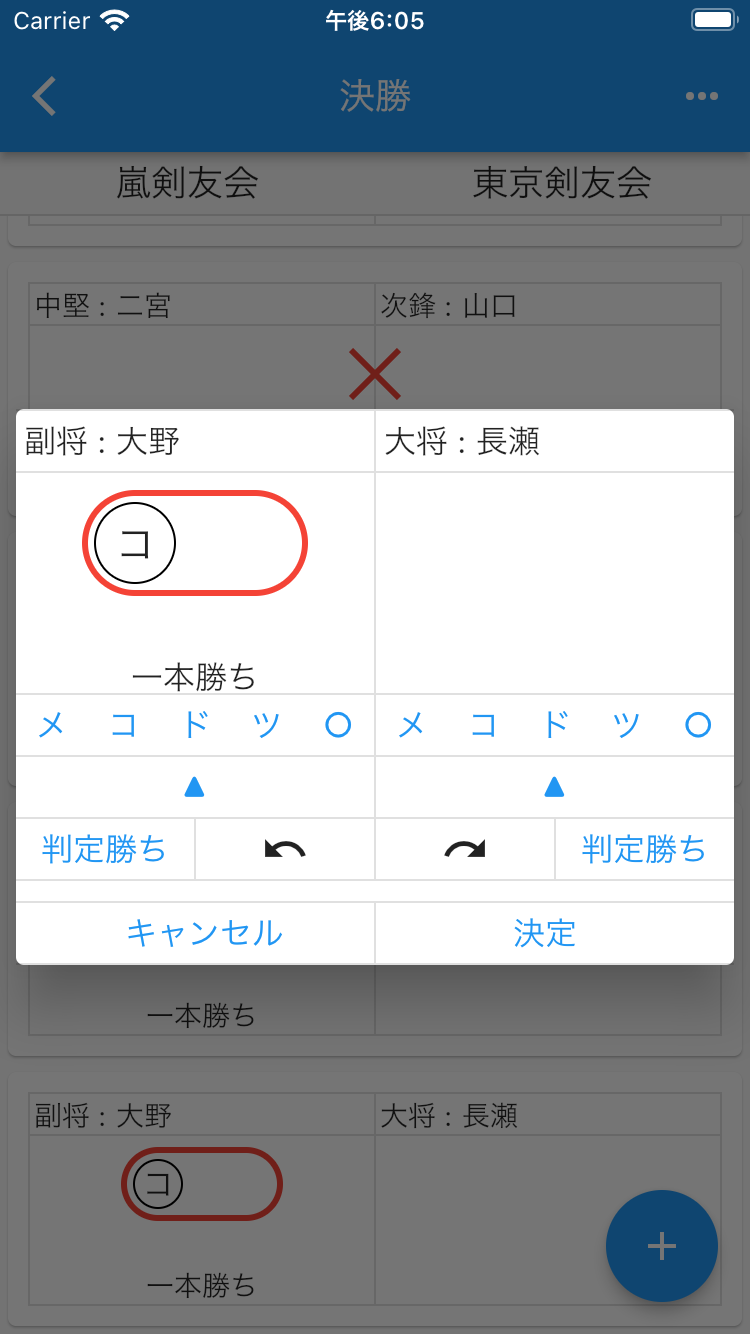 Carrier 午後6:05
決勝
嵐剣友会 東京剣友会
中堅：二宮 次鋒：山口
副将：大野 大将：長瀬
コ
一本勝ち
メ コ ド ツ ○ メ コ ド ツ ○
▲ ▲
判定勝ち 判定勝ち
キャンセル 決定
一本勝ち
副将：大野 大将：長瀬
コ
一本勝ち